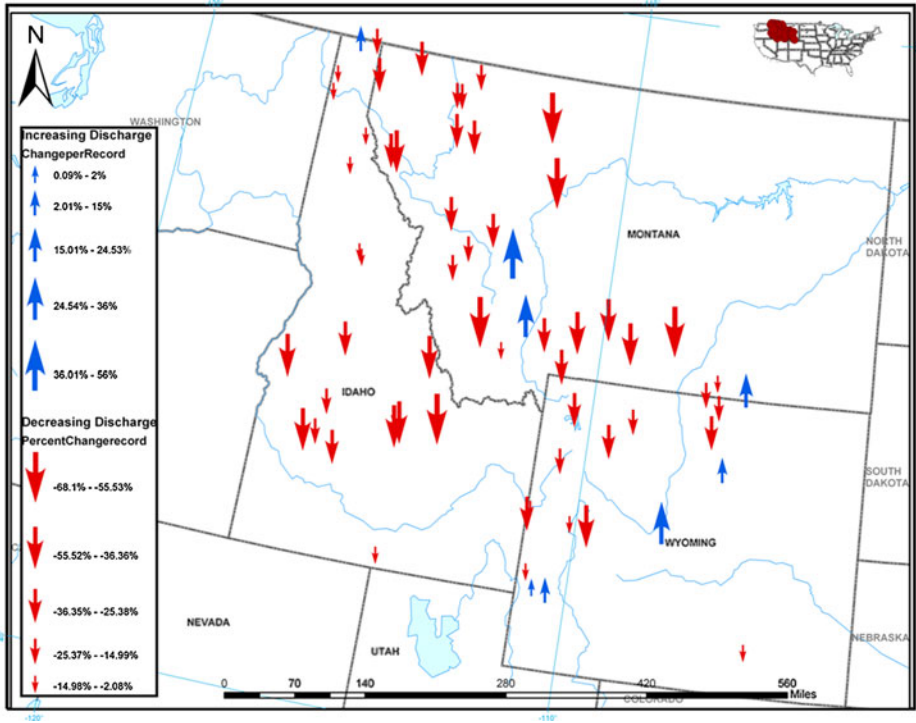 -115°
-110°
N
WASHINGTON
Increasing Discharge
ChangeperRecord
0.09% - 2%
2.01% - 15%
15.01% - 24.53%
24.54% - 36%
36.01% - 56%
Decreasing Discharge
PercentChangerecord
-68.1% - -55.53%
-55.52% - -36.36%
-36.35% - -25.38%
-25.37% - -14.99%
-14.98% - -2.08%
MONTANA
NORTH
DAKOTA
IDAHO
SOUTH
DAKOTA
WYOMING
NEVADA
UTAH
NEBRASKA
COLORADO
0 70 140 280 420 560
Miles
-120°
-110°